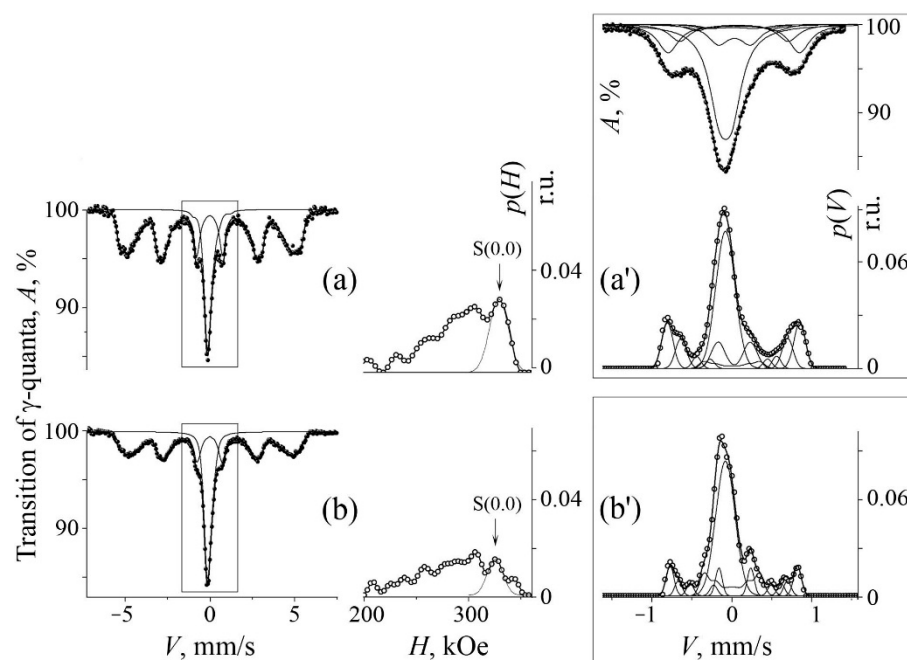 Transition of γ-quanta, A, %
100
90
(a)
p(H)
r.u.
S(0.0)
0.04
0
100
A, %
90
p(V)
r.u.
(a')
0.06
0
100
90
(b)
-5
0
5
V, mm/s
S(0.0)
0.04
0
200
300
H, kOe
(b')
0.06
0
−1
0
1
V, mm/s